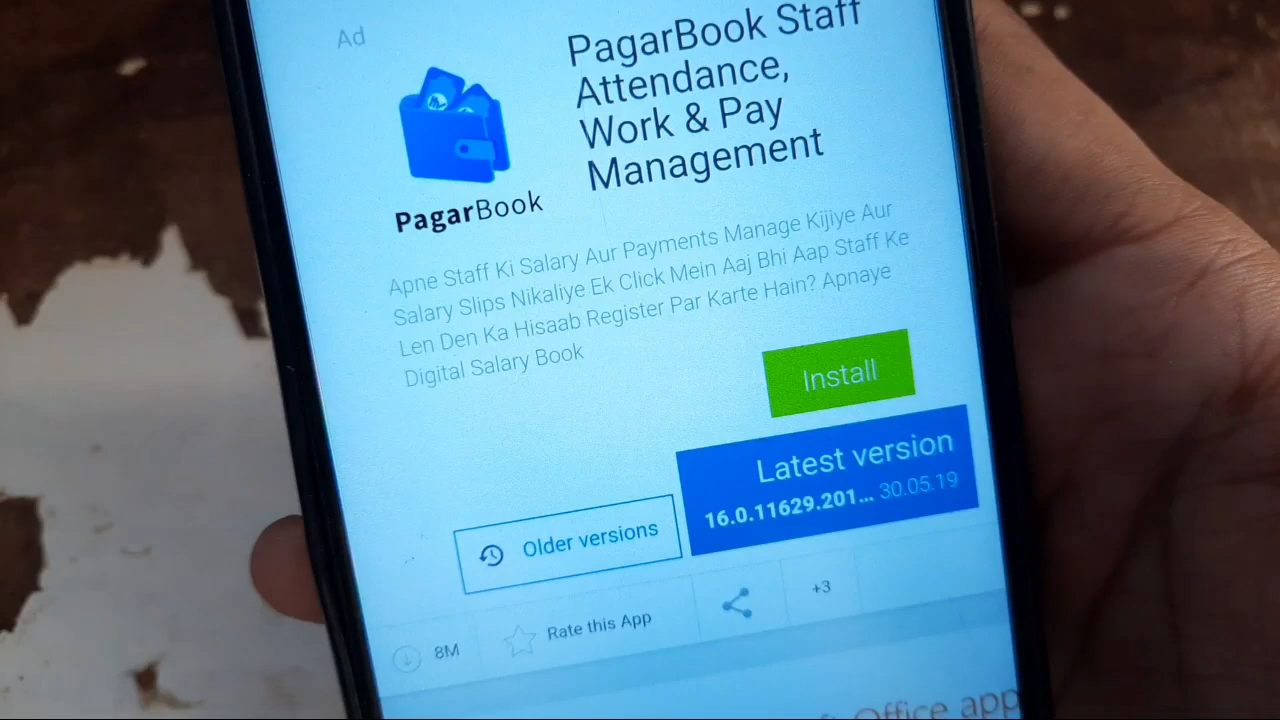 Ad
PagarBook Staff
Attendance,
Work & Pay
Management
PagarBook
Apne Staff Ki Salary Aur Payments Manage Kijiye Aur
Salary Slips Nikaliye Ek Click Mein Aaj Bhi Aap Staff Ke
Len Den Ka Hisaab Register Par Karte Hain? Apnaye
Digital Salary Book
Install
Latest version
16.0.11629.201... 30.05.19
Older versions
8M
Rate this App
+3
Office app